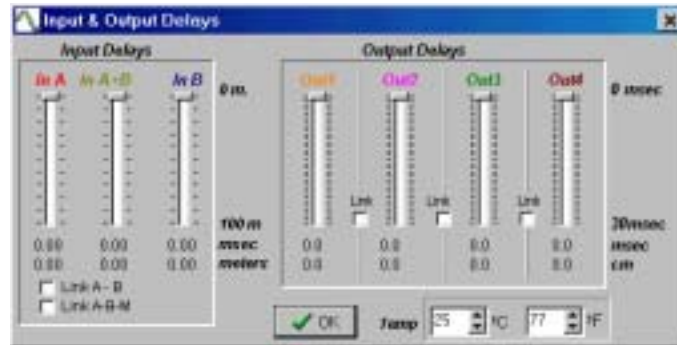 Input & Output Delays
Input Delays
Output Delays
In A In A+B In B
0 m.
Out1 Out2 Out3 Out4
0 msec
Link Link Link
100 m
30msec
0.00 0.00 0.00 msec
0.0 0.0 0.0 0.0 msec
0.00 0.00 0.00 meters
0.0 0.0 0.0 0.0 cm
Link A - B
Link A-B-M
OK
Temp 25 ºC 77 ºF